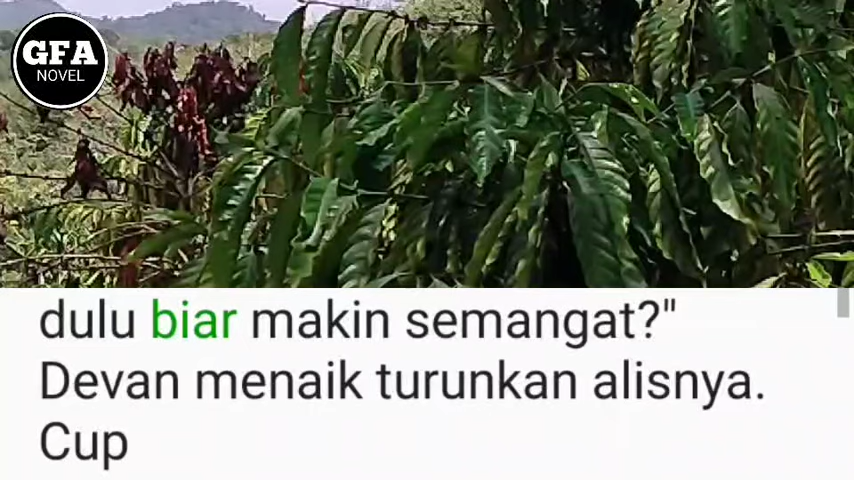 GFA
NOVEL
dulu biar makin semangat?"
Devan menaik turunkan alisnya.
Cup